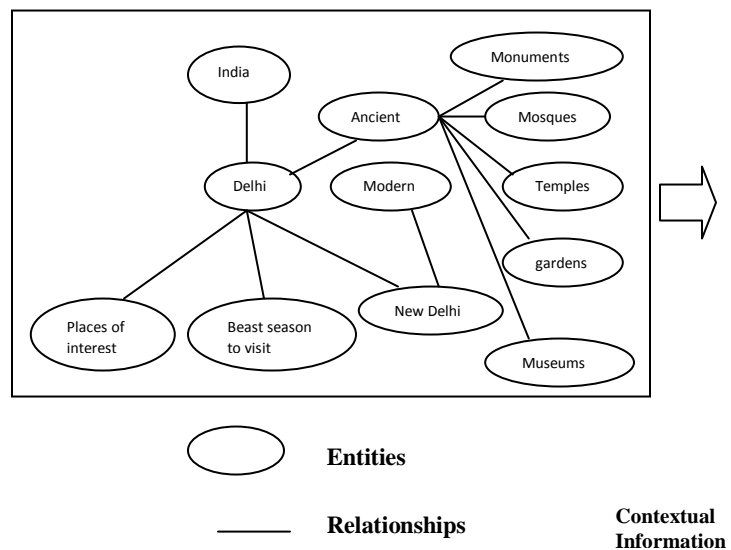 Monuments
India
Ancient
Mosques
Delhi
Modern
Temples
gardens
New Delhi
Places of
interest
Beast season
to visit
Museums
Entities
Relationships
Contextual
Information